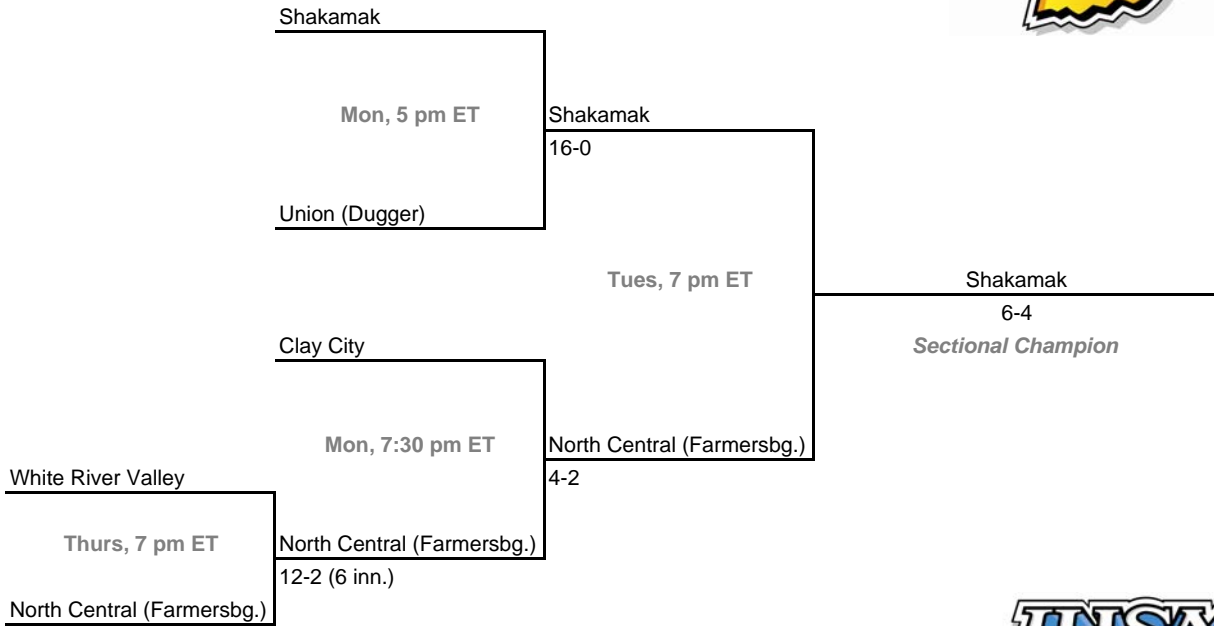 Shakamak
Mon, 5 pm ET
Shakamak
16-0
Union (Dugger)
Tues, 7 pm ET
Shakamak
6-4
Sectional Champion
Clay City
Mon, 7:30 pm ET
North Central (Farmersbg.)
4-2
White River Valley
Thurs, 7 pm ET
North Central (Farmersbg.)
12-2 (6 inn.)
North Central (Farmersbg.)